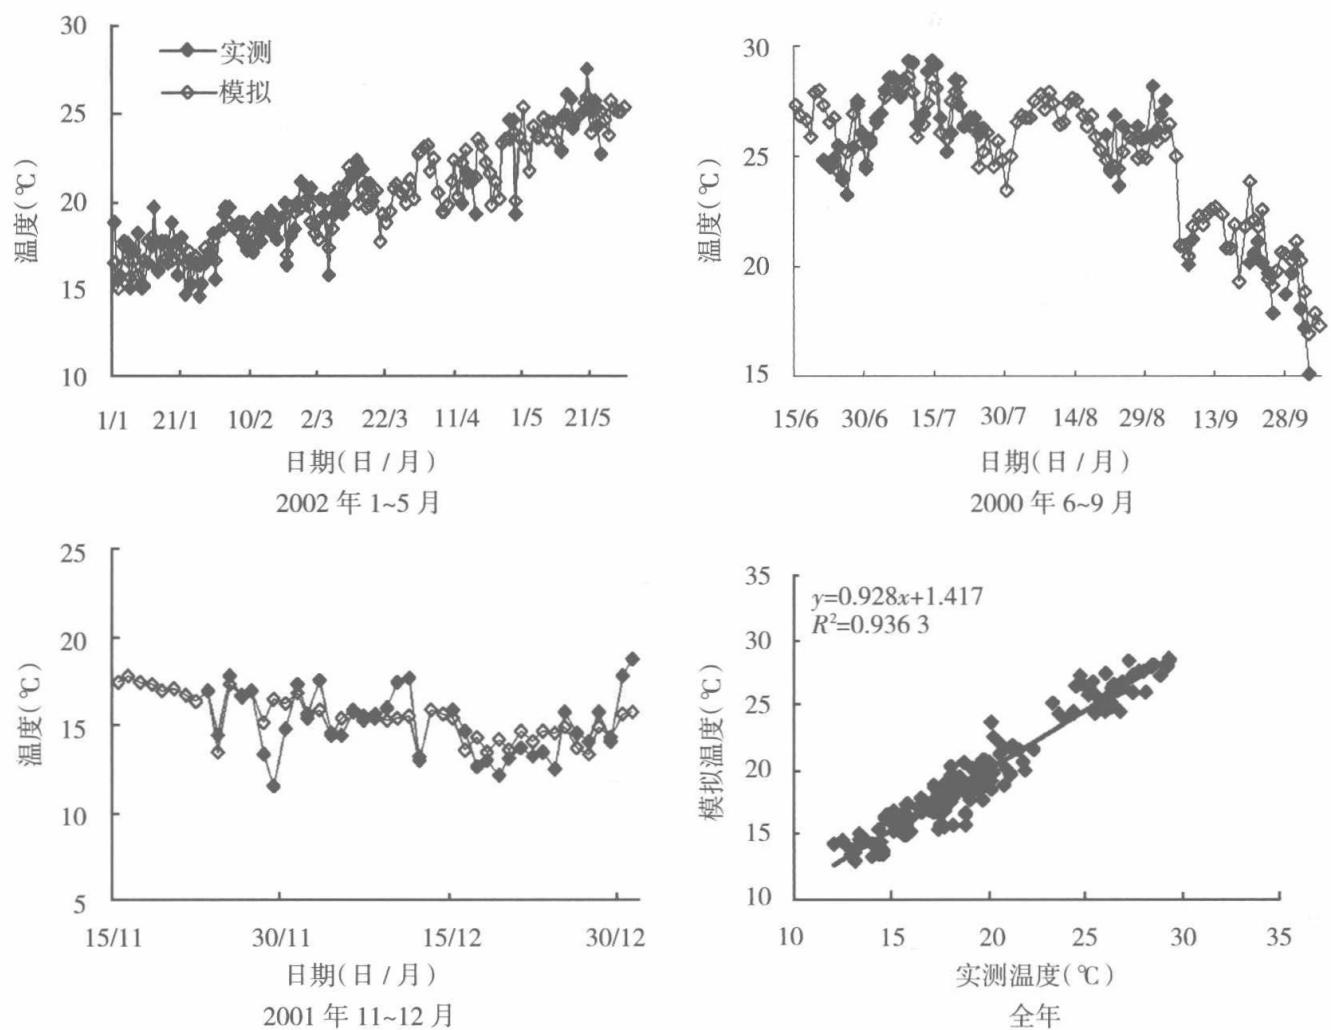 30
25
20
15
10
温度(℃)
实测
模拟
1/1 21/1 10/2 2/3 22/3 11/4 1/5 21/5
日期(日/月)
2002 年 1~5 月
30
25
20
15
温度(℃)
15/6 30/6 15/7 30/7 14/8 29/8 13/9 28/9
日期(日/月)
2000 年 6~9 月
25
20
15
10
5
温度(℃)
15/11 30/11 15/12 30/12
日期(日/月)
2001 年 11~12 月
35
30
25
20
15
10
模拟温度(℃)
y=0.928x+1.417
R²=0.936 3
10 15 20 25 30 35
实测温度(℃)
全年